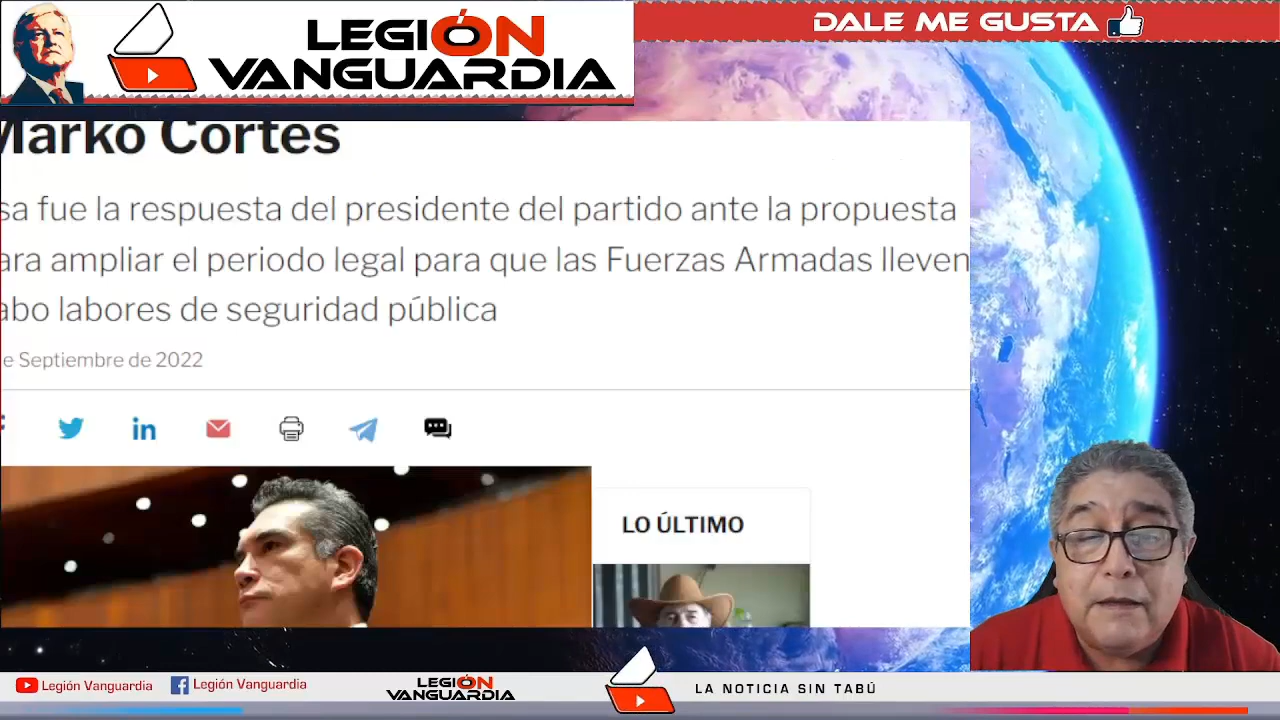 LEGIÓN
VANGUARDIA
DALE ME GUSTA
Marko Cortés
sa fue la respuesta del presidente del partido ante la propuesta
ara ampliar el periodo legal para que las Fuerzas Armadas lleven
abo labores de seguridad pública
e Septiembre de 2022
in
LO ÚLTIMO
Legión Vanguardia
Legión Vanguardia
LEGIÓN
VANGUARDIA
LA NOTICIA SIN TABÚ